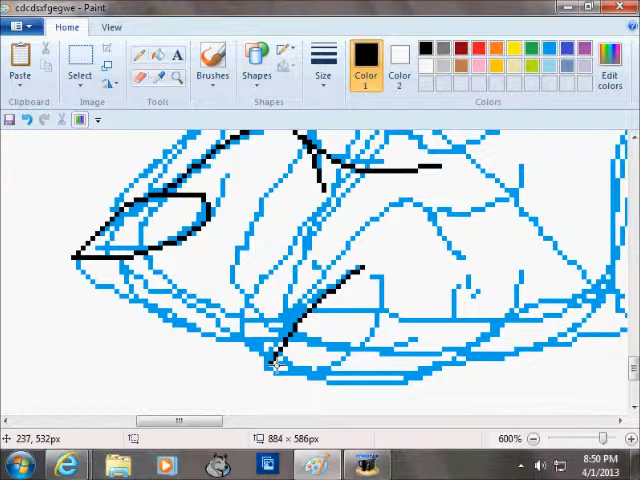 cdcdsxfgegwe - Paint
Home View
Paste
Select
Brushes
Shapes
Size
Color 1
Color 2
Edit colors
Clipboard
Image
Tools
Shapes
Colors
237, 532px
884 × 586px
600%
8:50 PM
4/1/2013